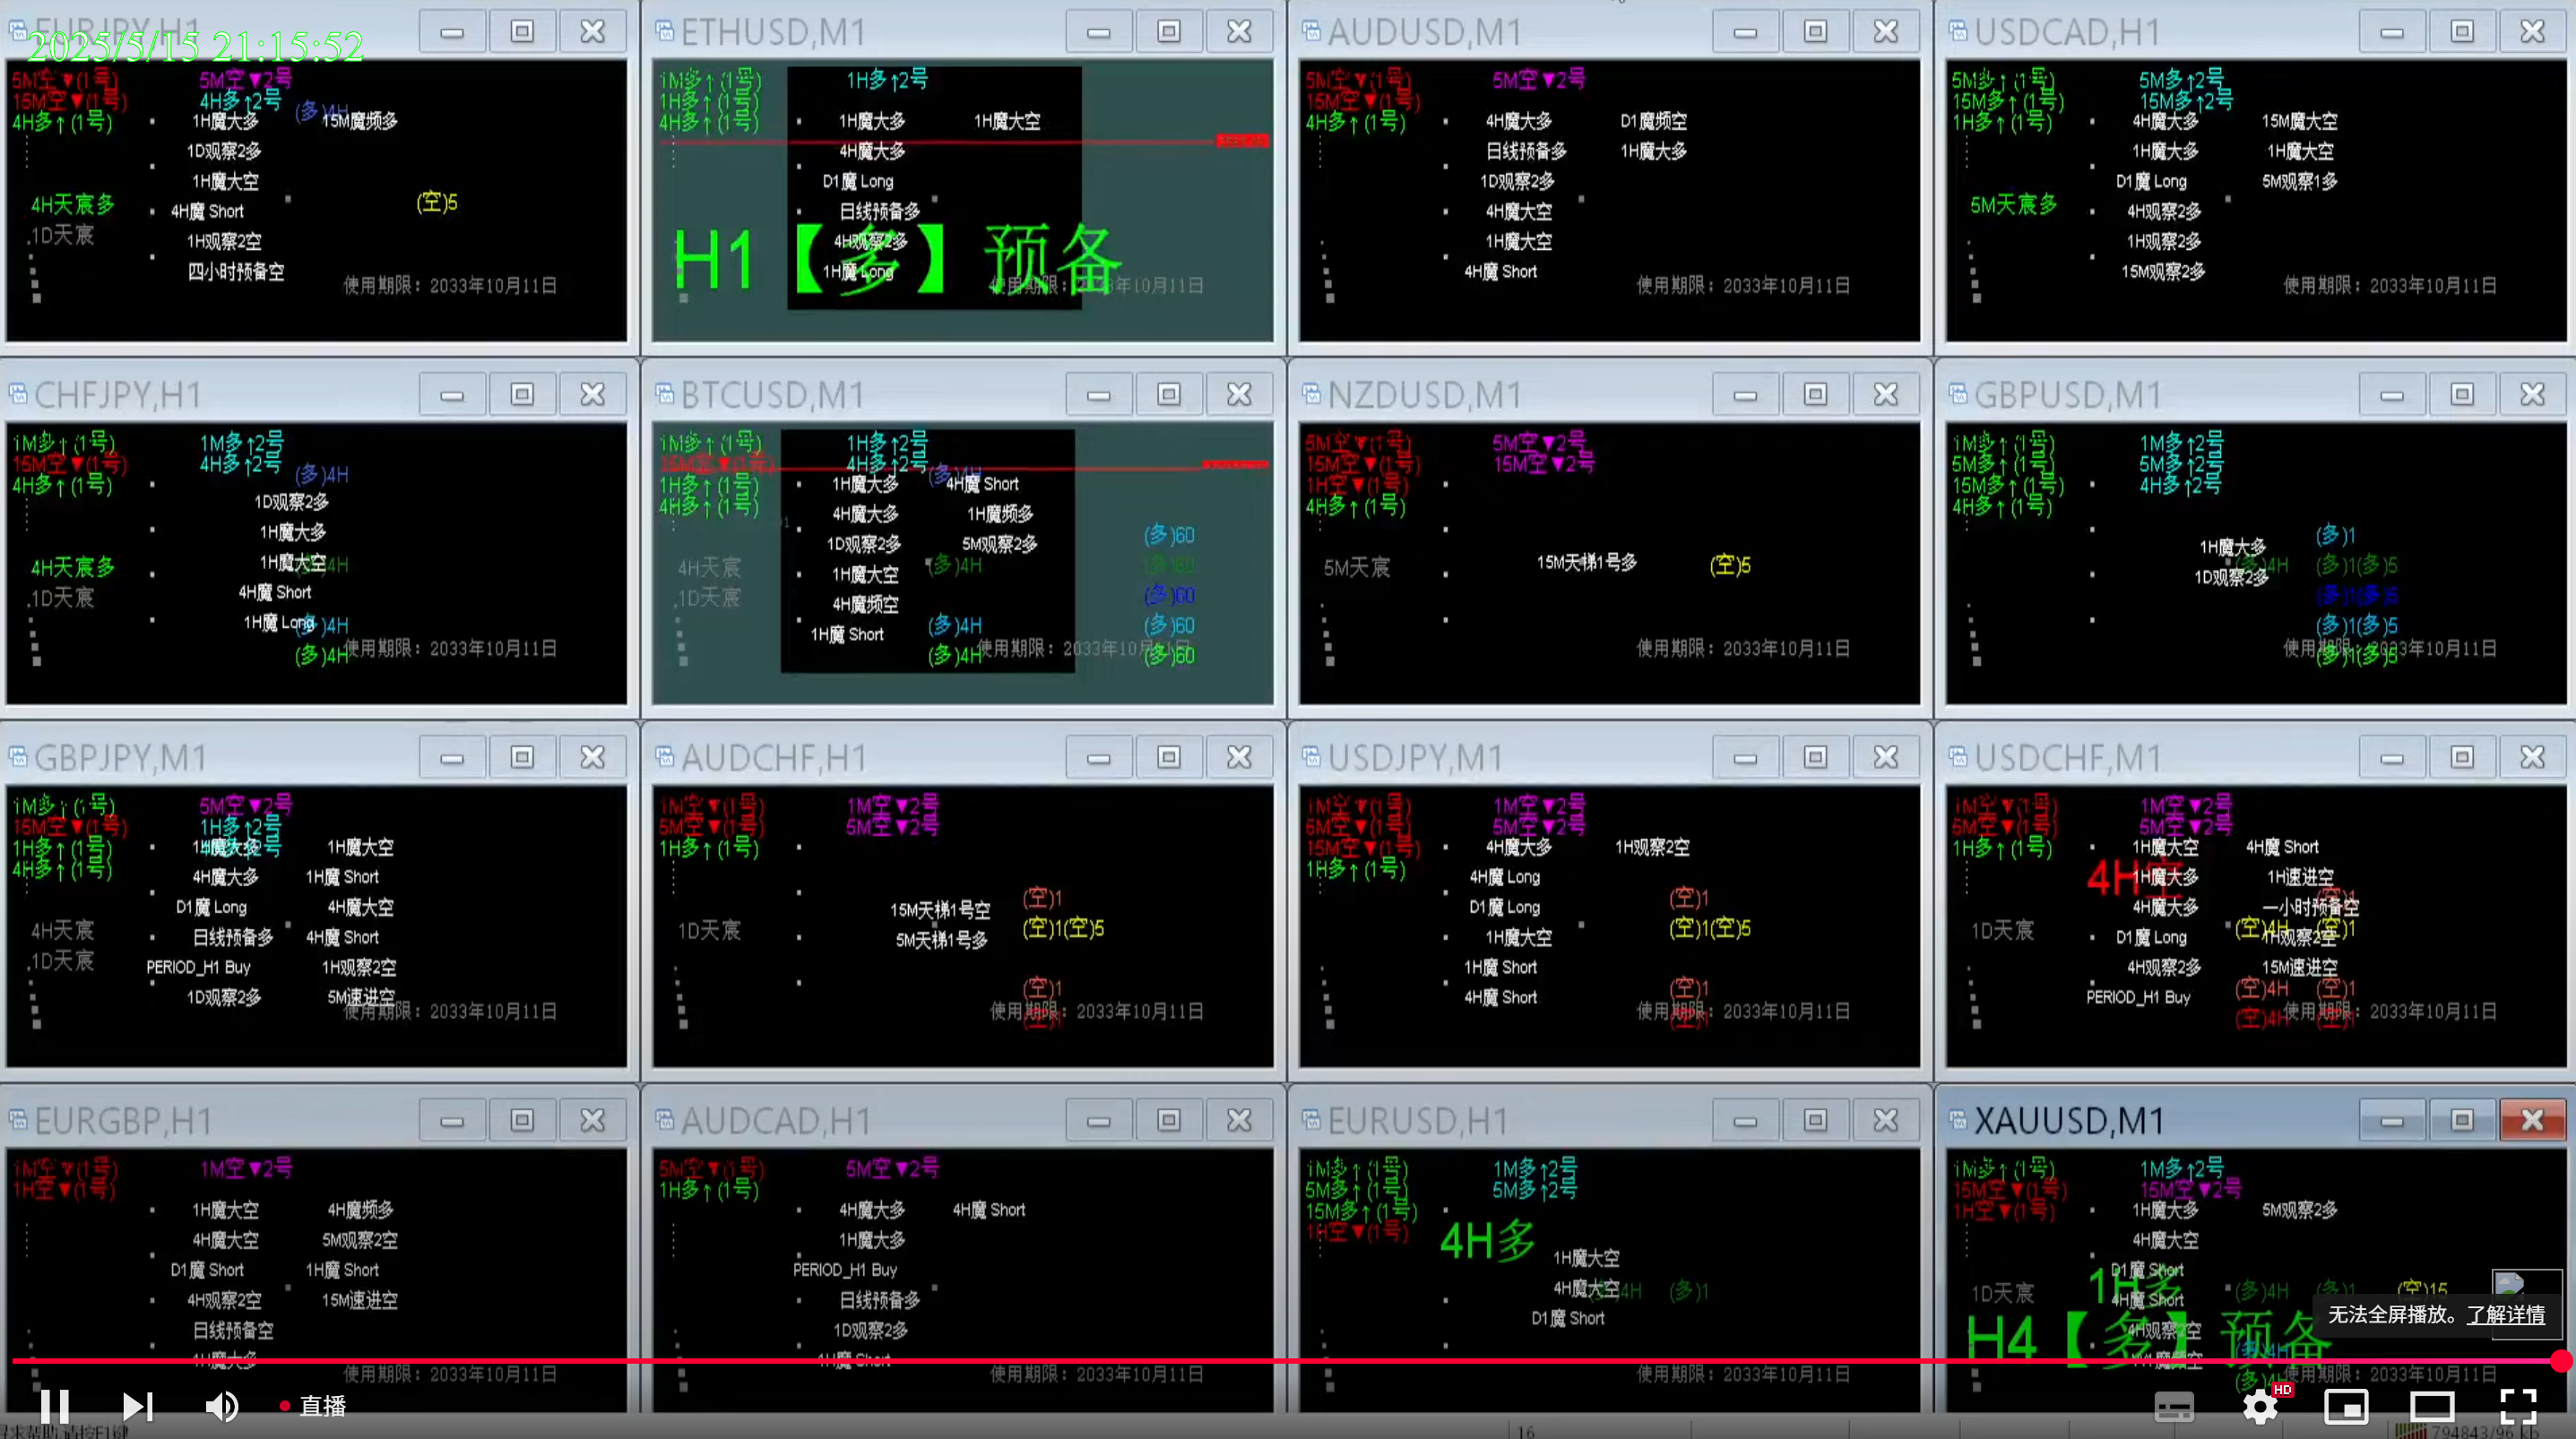 EURJPY,H1
2025/5/15 21:15:52
5M空▼(1号)
5M空▼2号
15M空▼(1号)
4H多↑2号
(多)4H
4H多↑(1号)
1H魔大多
15M魔频多
1D观察2多
1H魔大空
4H天宸多
4H魔 Short
(空)5
.1D天宸
1H观察2空
四小时预备空
使用期限：2033年10月11日
ETHUSD,M1
1M多↑(1号)
1H多↑2号
1H多↑(1号)
4H多↑(1号)
1H魔大多
1H魔大空
4H魔大多
D1魔 Long
日线预备多
4H观察2多
H1【多】预备
1H魔 Long
AUDUSD,M1
5M空▼(1号)
5M空▼2号
15M空▼(1号)
4H多↑(1号)
4H魔大多
D1魔频空
日线预备多
1H魔大多
1D观察2多
4H魔大空
1H魔大空
4H魔 Short
使用期限：2033年10月11日
USDCAD,H1
5M多↑(1号)
5M多↑2号
15M多↑(1号)
15M多↑2号
1H多↑(1号)
4H魔大多
15M魔大空
1H魔大多
1H魔大空
D1魔 Long
5M观察1多
5M天宸多
4H观察2多
1H观察2多
15M观察2多
使用期限：2033年10月11日
CHFJPY,H1
1M多↑(1号)
1M多↑2号
15M空▼(1号)
4H多↑2号
(多)4H
4H多↑(1号)
1D观察2多
1H魔大多
4H天宸多
1H魔大空
.1D天宸
4H魔 Short
1H魔 Long
(多)4H
(多)4H
使用期限：2033年10月11日
BTCUSD,M1
1M多↑(1号)
1H多↑2号
15M空▼(1号)
4H多↑2号
1H多↑(1号)
1H魔大多
4H魔 Short
4H多↑(1号)
4H魔大多
1H魔频多
(多)60
1D观察2多
5M观察2多
4H天宸
1H魔大空
(多)4H
.1D天宸
4H魔频空
(多)60
1H魔 Short
(多)4H
(多)60
(多)4H
使用期限：2033年10月11日
(多)60
NZDUSD,M1
5M空▼(1号)
5M空▼2号
15M空▼(1号)
15M空▼2号
1H空▼(1号)
4H多↑(1号)
5M天宸
15M天梯1号多
(空)5
使用期限：2033年10月11日
GBPUSD,M1
1M多↑(1号)
1M多↑2号
5M多↑(1号)
5M多↑2号
15M多↑(1号)
4H多↑2号
4H多↑(1号)
(多)1
1H魔大多
(多)1(多)5
1D观察2多
(多)1(多)5
(多)1(多)5
(多)1(多)5
使用期限：2033年10月11日
GBPJPY,M1
1M多↑(1号)
5M空▼2号
15M空▼(1号)
1H多↑2号
1H多↑(1号)
1H魔大空
4H多↑(1号)
4H魔大多
1H魔 Short
D1魔 Long
4H魔大空
4H天宸
日线预备多
4H魔 Short
.1D天宸
PERIOD_H1 Buy
1H观察2空
1D观察2多
5M速进空
使用期限：2033年10月11日
AUDCHF,H1
1M空▼(1号)
1M空▼2号
5M空▼(1号)
5M空▼2号
1H多↑(1号)
(空)1
15M天梯1号空
1D天宸
(空)1(空)5
5M天梯1号多
(空)1
使用期限：2033年10月11日
USDJPY,M1
1M空▼(1号)
1M空▼2号
5M空▼(1号)
5M空▼2号
15M空▼(1号)
4H魔大多
1H观察2空
1H多↑(1号)
4H魔 Long
(空)1
D1魔 Long
(空)1(空)5
1H魔大空
1H魔 Short
(空)1
4H魔 Short
使用期限：2033年10月11日
USDCHF,M1
1M空▼(1号)
1M空▼2号
5M空▼(1号)
5M空▼2号
1H多↑(1号)
1H魔大空
4H魔 Short
4H空
1H魔大多
1H速进空
4H魔大多
一小时预备空
1D天宸
D1魔 Long
(空)4H
(空)1
1H观察2空
4H观察2多
15M速进空
(空)4H
(空)1
PERIOD_H1 Buy
(空)4H
使用期限：2033年10月11日
EURGBP,H1
1M空▼(1号)
1M空▼2号
1H空▼(1号)
1H魔大空
4H魔频多
4H魔大空
5M观察2空
D1魔 Short
1H魔 Short
4H观察2空
15M速进空
日线预备空
1H魔大多
使用期限：2033年10月11日
AUDCAD,H1
5M空▼(1号)
5M空▼2号
1H多↑(1号)
4H魔大多
4H魔 Short
1H魔大多
PERIOD_H1 Buy
日线预备多
1D观察2多
1H魔 Short
使用期限：2033年10月11日
EURUSD,H1
1M多↑(1号)
1M多↑2号
5M多↑(1号)
5M多↑2号
15M多↑(1号)
1H空▼(1号)
4H多
1H魔大空
4H魔大空
(多)1
D1魔 Short
使用期限：2033年10月11日
XAUUSD,M1
1M多↑(1号)
1M多↑2号
15M空▼(1号)
15M空▼2号
1H空▼(1号)
1H魔大多
5M观察2多
4H魔大空
D1魔 Short
1H多
1D天宸
(多)4H
(多)1
(空)15
4H魔 Short
无法全屏播放。了解详情
4H观察2空
H4【多】预备
使用期限：2033年10月11日
直播
HD
16
794843/96 kb